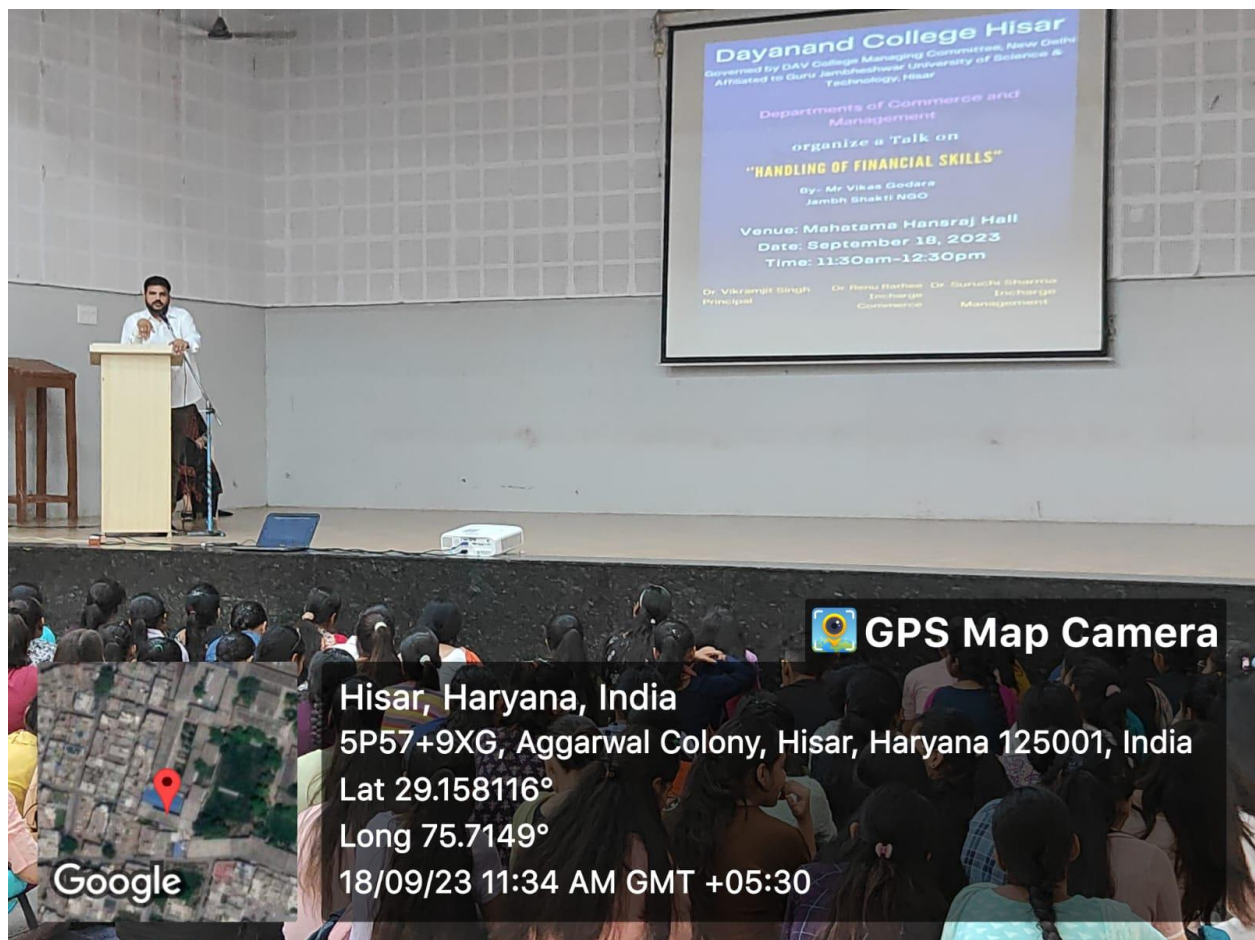 Dayanand College Hisar
Governed by DAV College Managing Committee, New Delhi
Affiliated to Guru Jambheshwar University of Science &
Technology, Hisar
Departments of Commerce and
Management
organize a Talk on
"HANDLING OF FINANCIAL SKILLS"
By- Mr Vikas Godara
Jambh Shakti NGO
Venue: Mahatama Hansraj Hall
Date: September 18, 2023
Time: 11:30am-12:30pm
Dr. Vikramjit Singh
Principal
Dr. Renu Rathee
Incharge
Commerce
Dr. Suruchi Sharma
Incharge
Management
GPS Map Camera
Hisar, Haryana, India
5P57+9XG, Aggarwal Colony, Hisar, Haryana 125001, India
Lat 29.158116°
Long 75.7149°
18/09/23 11:34 AM GMT +05:30
Google